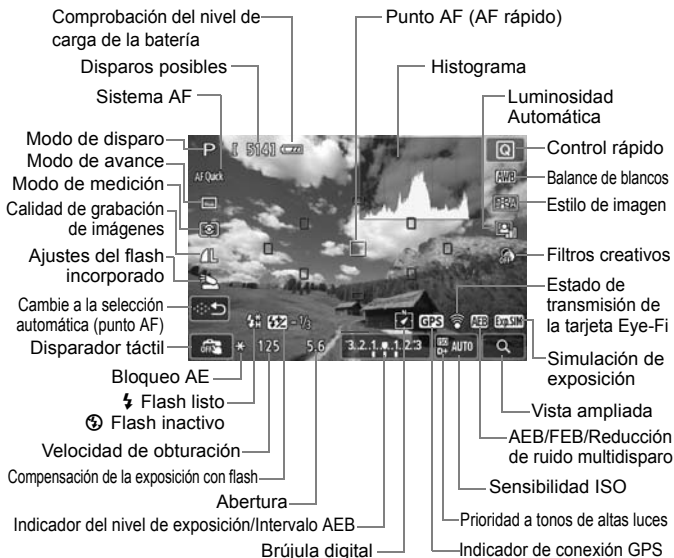 Comprobación del nivel de
carga de la batería
Punto AF (AF rápido)
Disparos posibles
Histograma
Sistema AF
Luminosidad
Automática
Modo de disparo
Modo de avance
Modo de medición
Calidad de grabación
de imágenes
Ajustes del flash
incorporado
Cambie a la selección
automática (punto AF)
Disparador táctil
P
[ 514]
AF Quick
L
OFF
Q
AWB
A
Control rápido
Balance de blancos
Estilo de imagen
Filtros creativos
Estado de
transmisión de
la tarjeta Eye-Fi
Simulación de
exposición
-1/3
GPS
AEB
Exp.SIM
125
5.6
3..2..1..0..1..2..3
ISO
D+
AUTO
Bloqueo AE
Flash listo
Flash inactivo
Vista ampliada
Velocidad de obturación
AEB/FEB/Reducción
de ruido multidisparo
Compensación de la exposición con flash
Sensibilidad ISO
Abertura
Indicador del nivel de exposición/Intervalo AEB
Prioridad a tonos de altas luces
Brújula digital
Indicador de conexión GPS